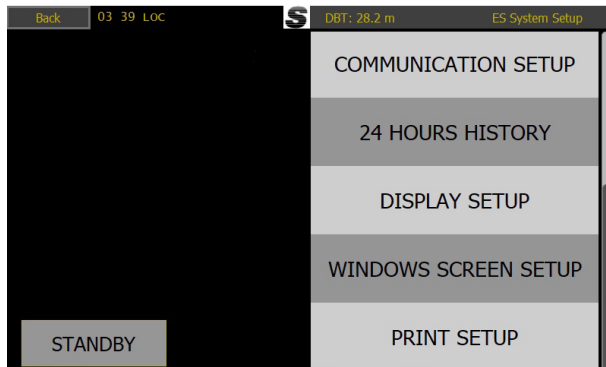 Back 03 39 LOC S DBT: 28.2 m ES System Setup
COMMUNICATION SETUP
24 HOURS HISTORY
DISPLAY SETUP
WINDOWS SCREEN SETUP
STANDBY
PRINT SETUP